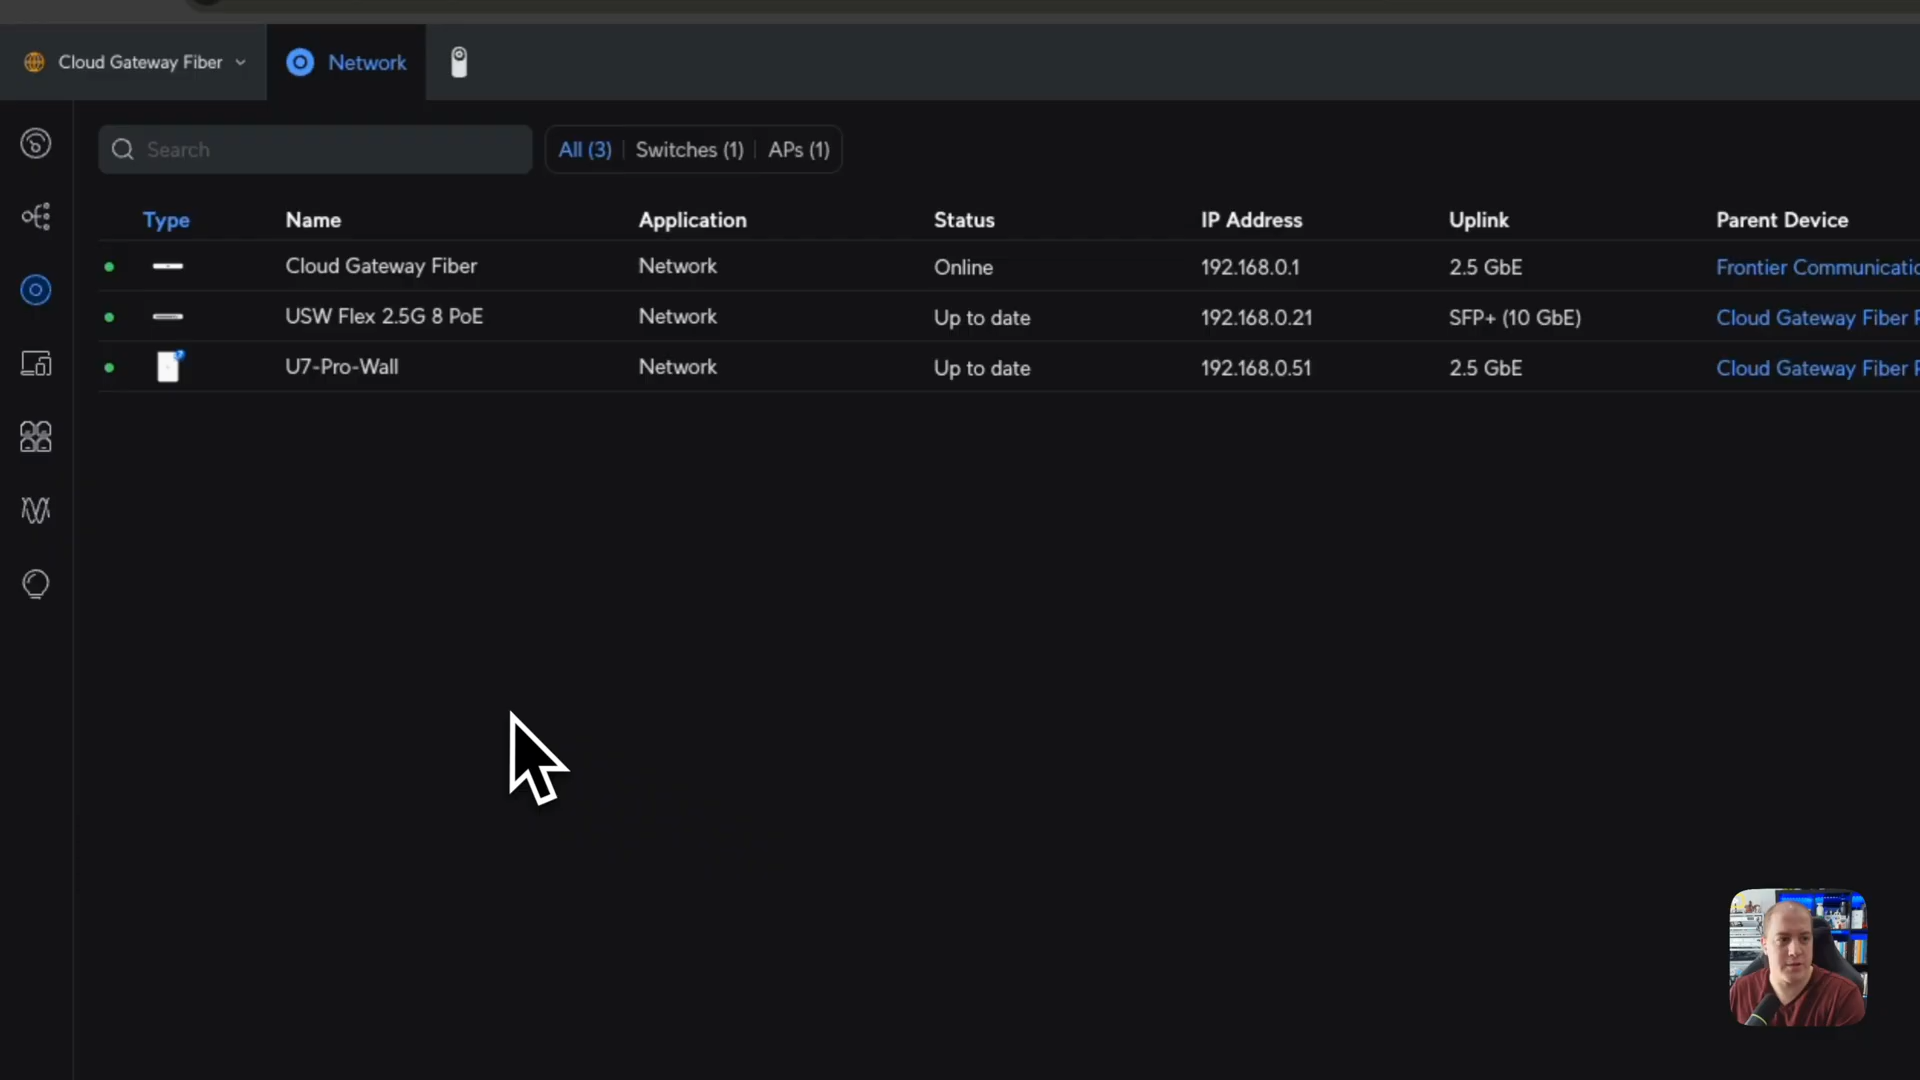 Cloud Gateway Fiber
Network
Search
All (3) Switches (1) APs (1)
Type Name Application Status IP Address Uplink Parent Device
Cloud Gateway Fiber Network Online 192.168.0.1 2.5 GbE Frontier Communicatio
USW Flex 2.5G 8 PoE Network Up to date 192.168.0.21 SFP+ (10 GbE) Cloud Gateway Fiber P
U7-Pro-Wall Network Up to date 192.168.0.51 2.5 GbE Cloud Gateway Fiber P